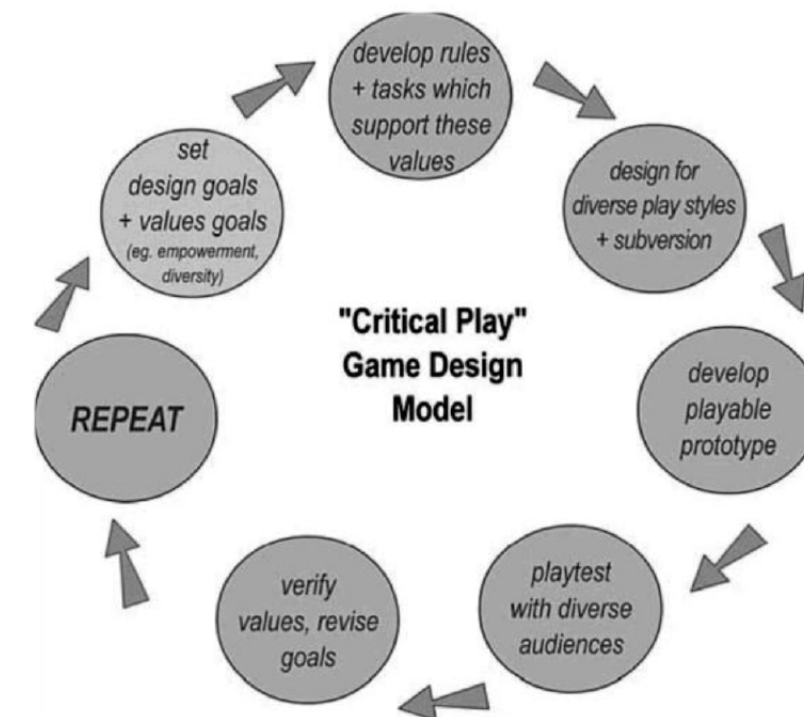 develop rules
+ tasks which
support these
values
set
design goals
+ values goals
(eg. empowerment,
diversity)
design for
diverse play styles
+ subversion
"Critical Play"
Game Design
Model
develop
playable
prototype
REPEAT
playtest
with diverse
audiences
verify
values, revise
goals